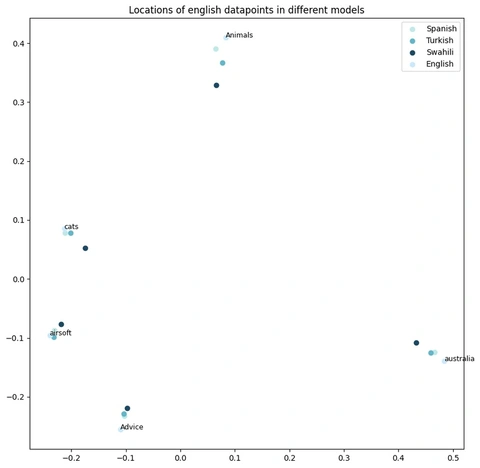 Locations of english datapoints in different models
Spanish
Turkish
Swahili
English
Animals
cats
airsoft
Advice
australia
0.4
0.3
0.2
0.1
0.0
−0.1
−0.2
−0.2
−0.1
0.0
0.1
0.2
0.3
0.4
0.5